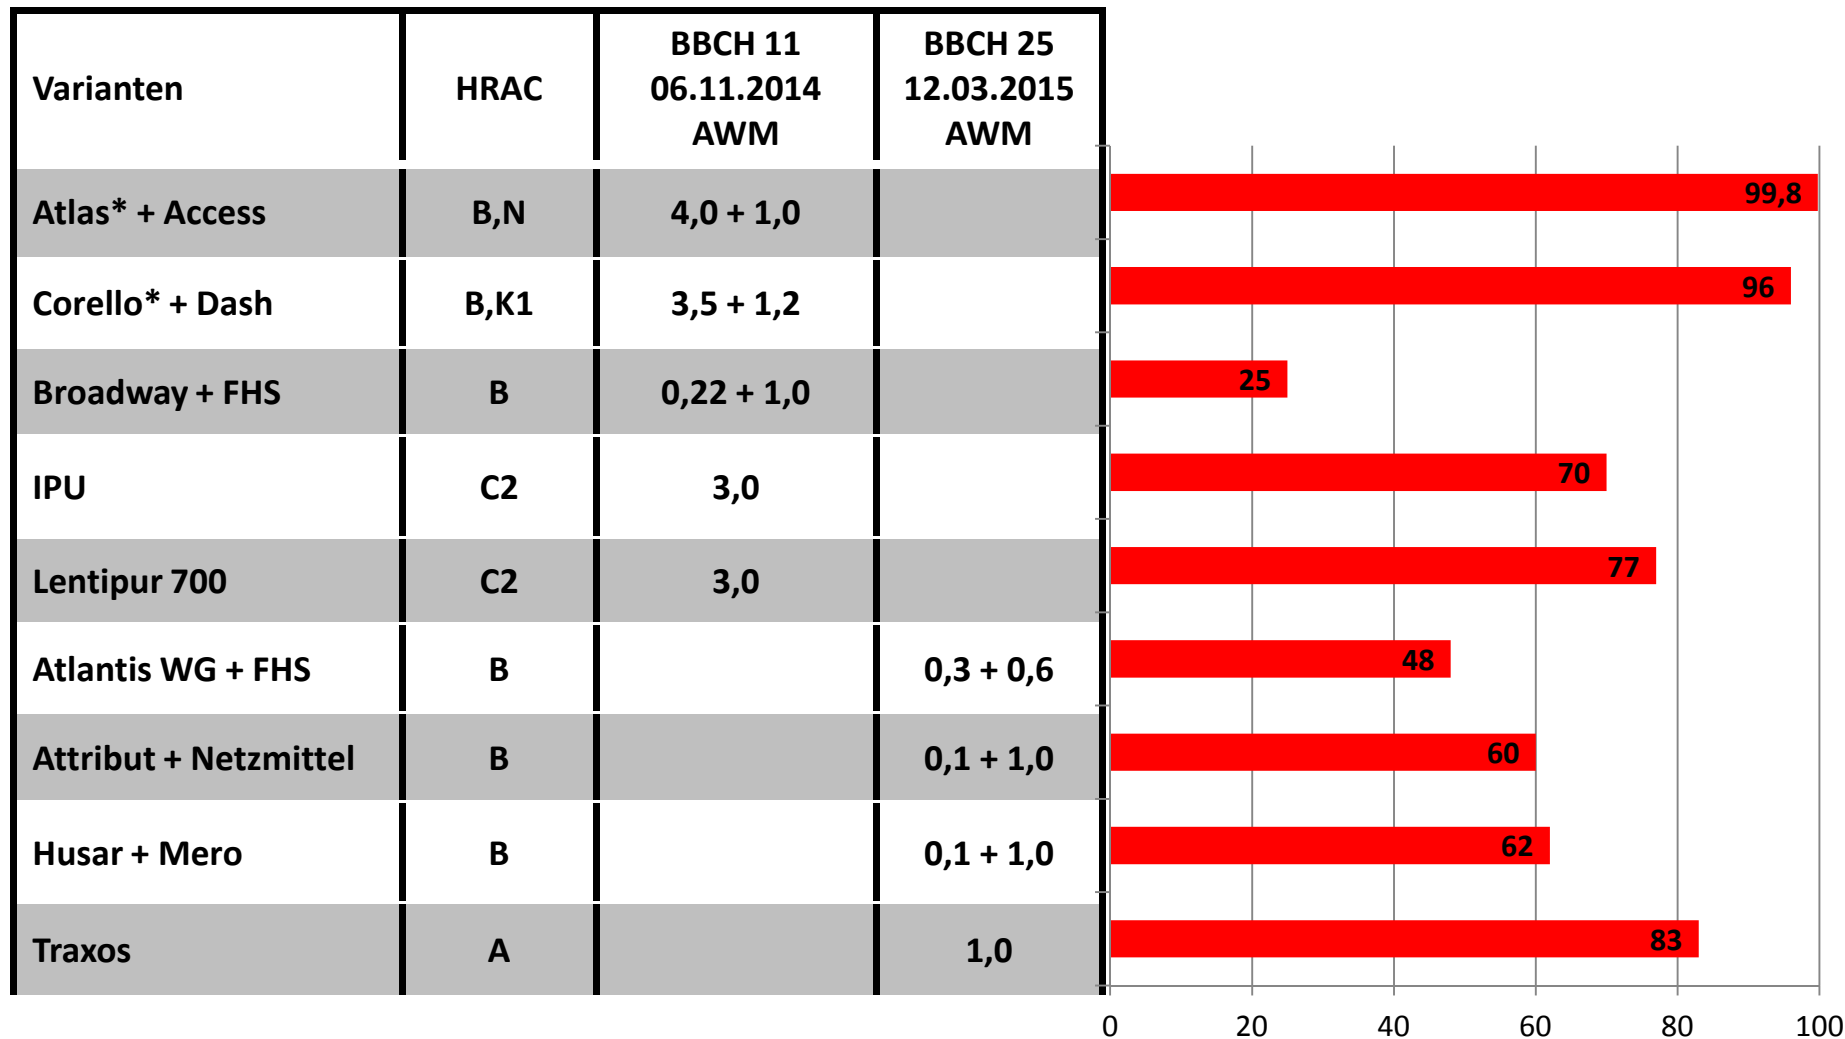 Varianten
HRAC
BBCH 11
06.11.2014
AWM
BBCH 25
12.03.2015
AWM
Atlas* + Access B,N 4,0 + 1,0 99,8
Corello* + Dash B,K1 3,5 + 1,2 96
Broadway + FHS B 0,22 + 1,0 25
IPU C2 3,0 70
Lentipur 700 C2 3,0 77
Atlantis WG + FHS B 0,3 + 0,6 48
Attribut + Netzmittel B 0,1 + 1,0 60
Husar + Mero B 0,1 + 1,0 62
Traxos A 1,0 83
0 20 40 60 80 100